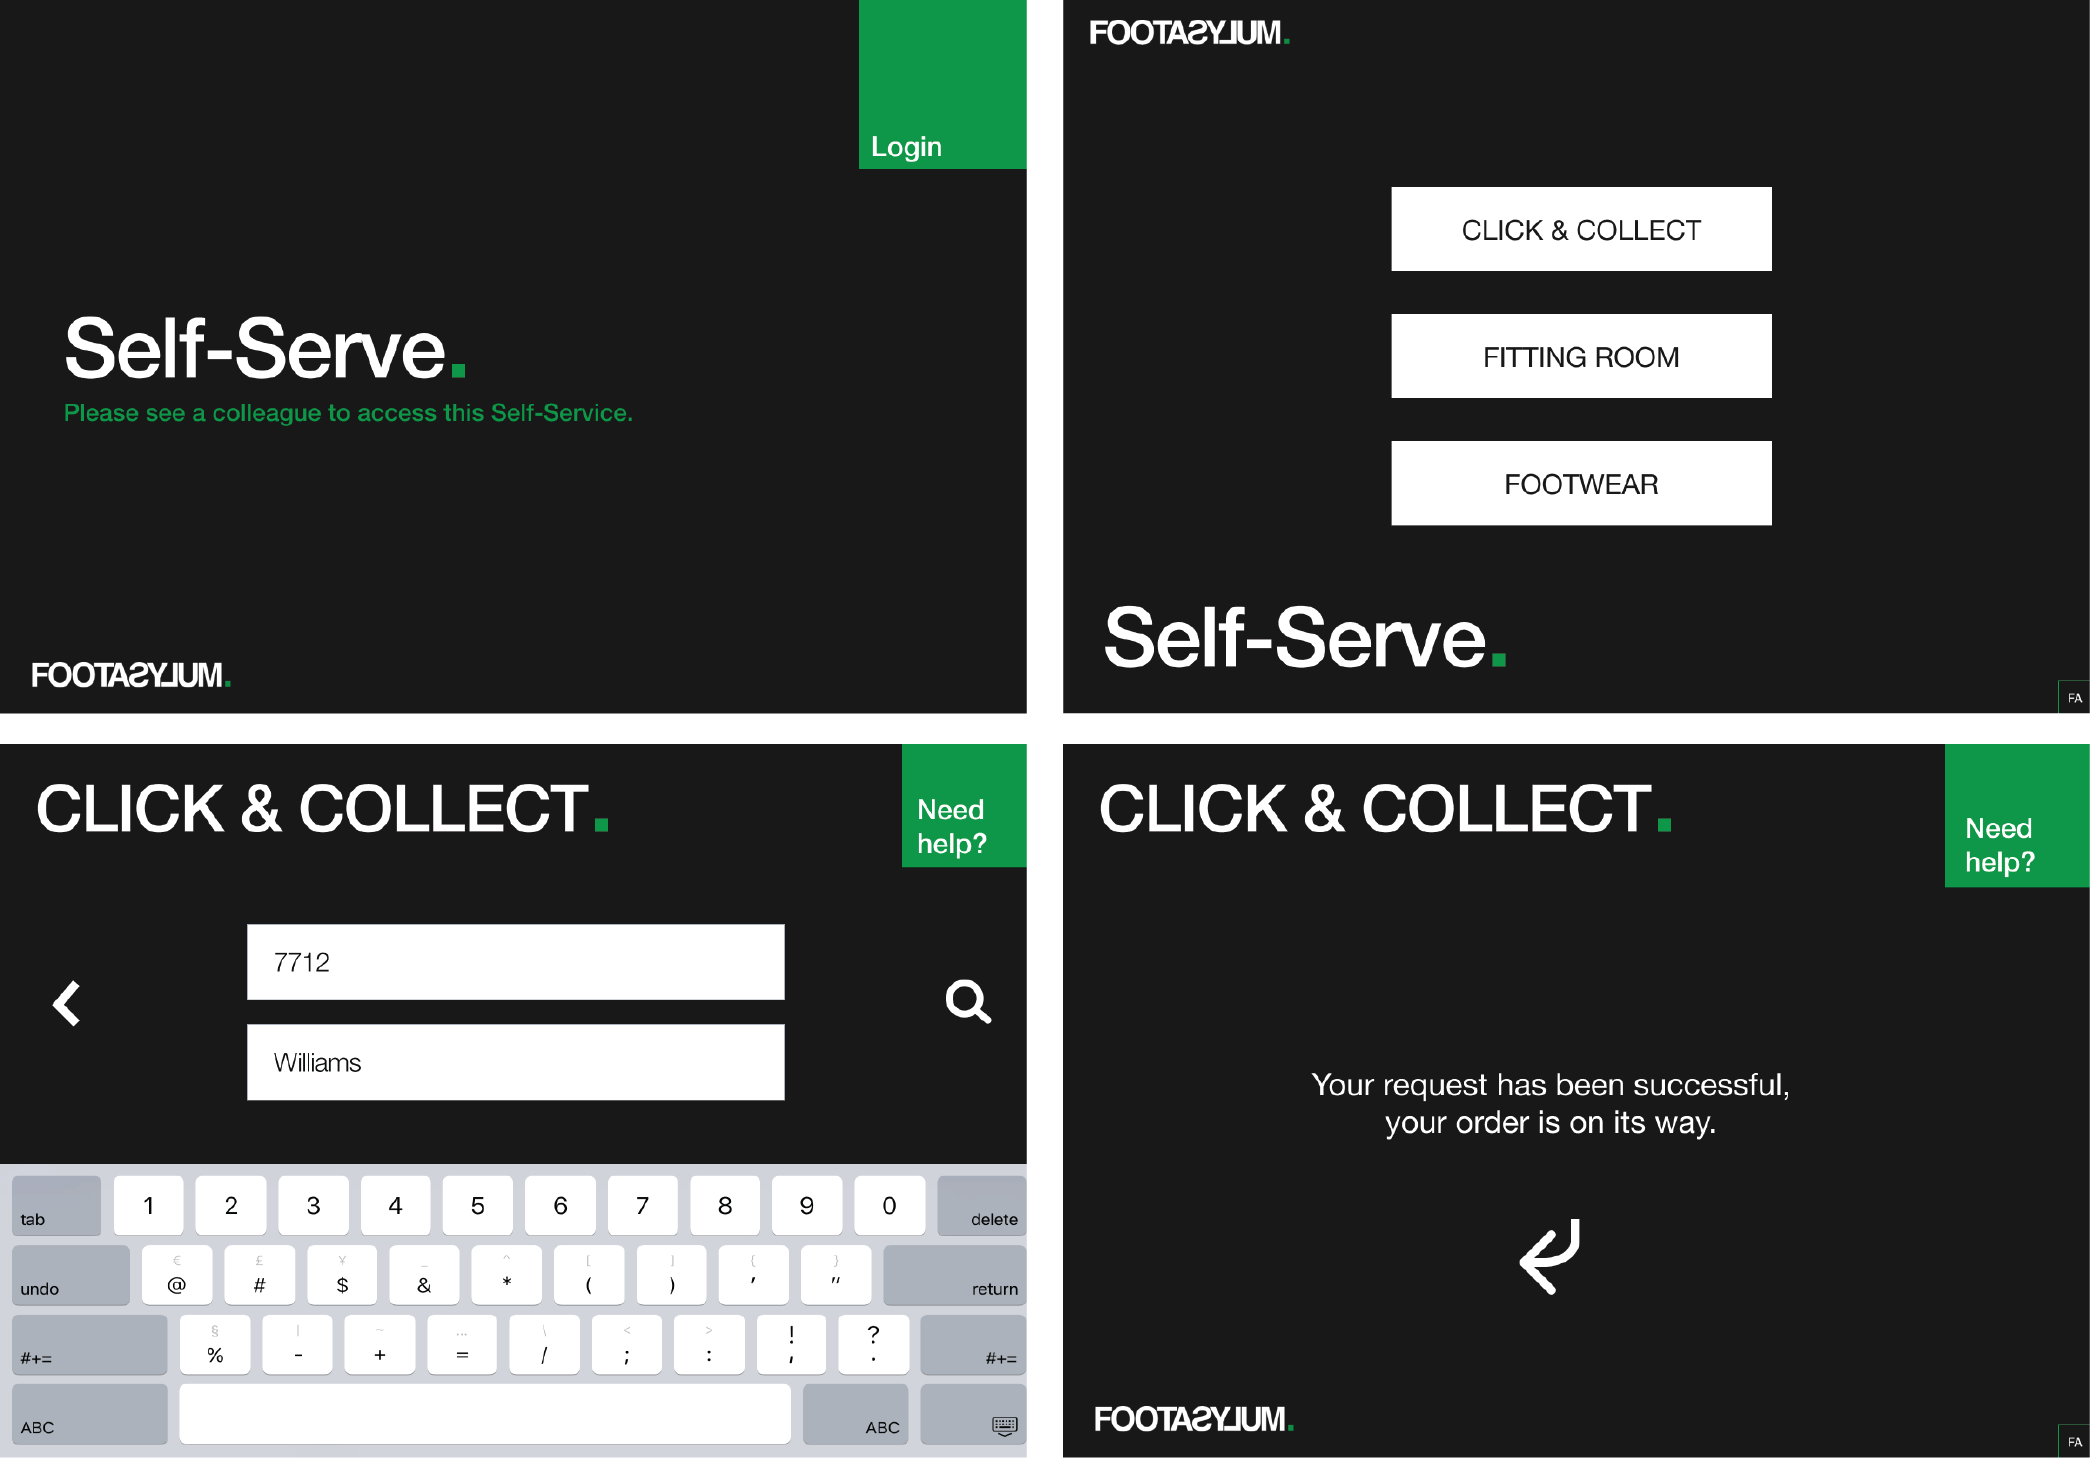 Login
Self-Serve.
Please see a colleague to access this Self-Service.
FOOTASYLUM.
FOOTASYLUM.
CLICK & COLLECT
FITTING ROOM
FOOTWEAR
Self-Serve.
FA
CLICK & COLLECT.
Need
help?
7712
Williams
tab 1 2 3 4 5 6 7 8 9 0 delete
€ £ ¥ _ ^ [ ] { }
undo @ # $ & * ( ) ' " return
§ | ~ … \ < > ! ?
#+= % - + = / ; : , . #+=
ABC ABC
CLICK & COLLECT.
Need
help?
Your request has been successful,
your order is on its way.
FOOTASYLUM.
FA